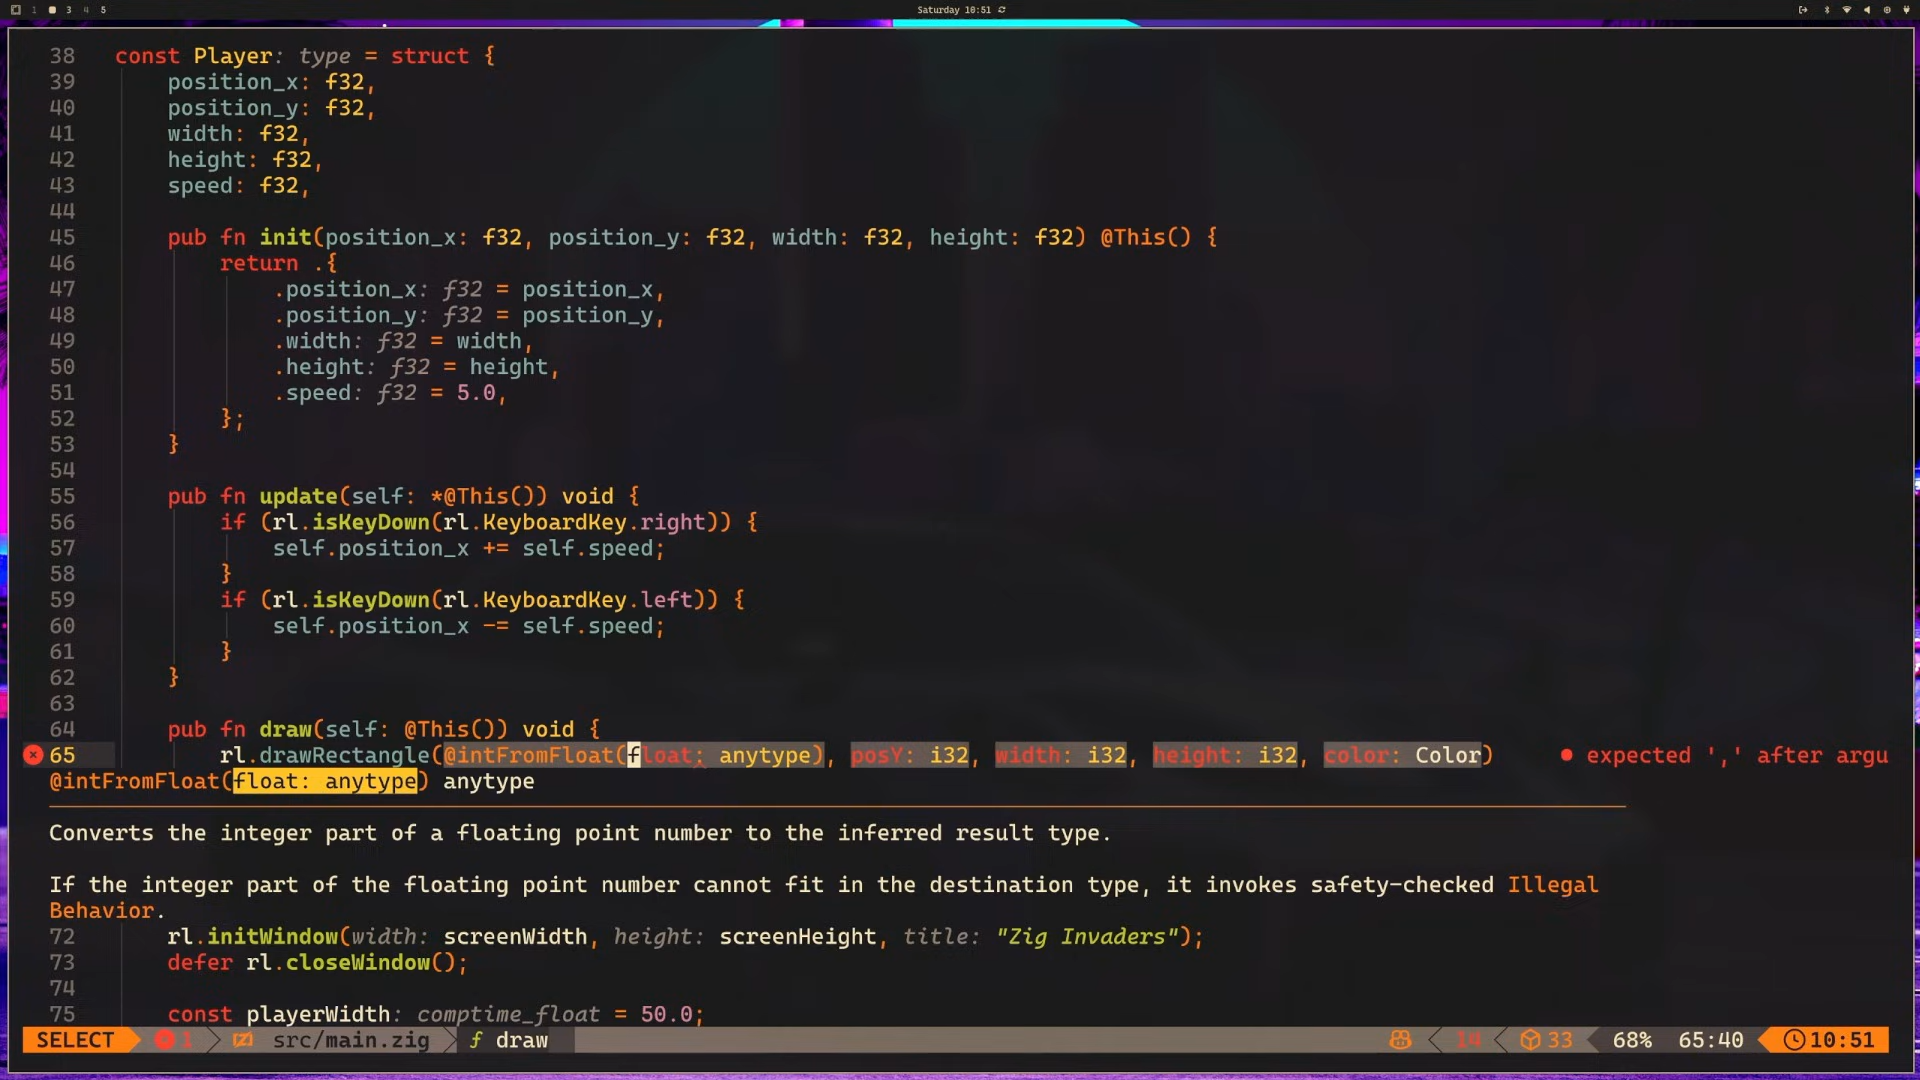 1 3 4 5 Saturday 10:51
38 const Player: type = struct {
39 position_x: f32,
40 position_y: f32,
41 width: f32,
42 height: f32,
43 speed: f32,
44
45 pub fn init(position_x: f32, position_y: f32, width: f32, height: f32) @This() {
46 return .{
47 .position_x: f32 = position_x,
48 .position_y: f32 = position_y,
49 .width: f32 = width,
50 .height: f32 = height,
51 .speed: f32 = 5.0,
52 };
53 }
54
55 pub fn update(self: *@This()) void {
56 if (rl.isKeyDown(rl.KeyboardKey.right)) {
57 self.position_x += self.speed;
58 }
59 if (rl.isKeyDown(rl.KeyboardKey.left)) {
60 self.position_x -= self.speed;
61 }
62 }
63
64 pub fn draw(self: @This()) void {
65 rl.drawRectangle(@intFromFloat(float: anytype), posY: i32, width: i32, height: i32, color: Color) ● expected ',' after argu
@intFromFloat(float: anytype) anytype
Converts the integer part of a floating point number to the inferred result type.
If the integer part of the floating point number cannot fit in the destination type, it invokes safety-checked Illegal
Behavior.
72 rl.initWindow(width: screenWidth, height: screenHeight, title: "Zig Invaders");
73 defer rl.closeWindow();
74
75 const playerWidth: comptime_float = 50.0;
SELECT 1 src/main.zig f draw 14 33 68% 65:40 10:51